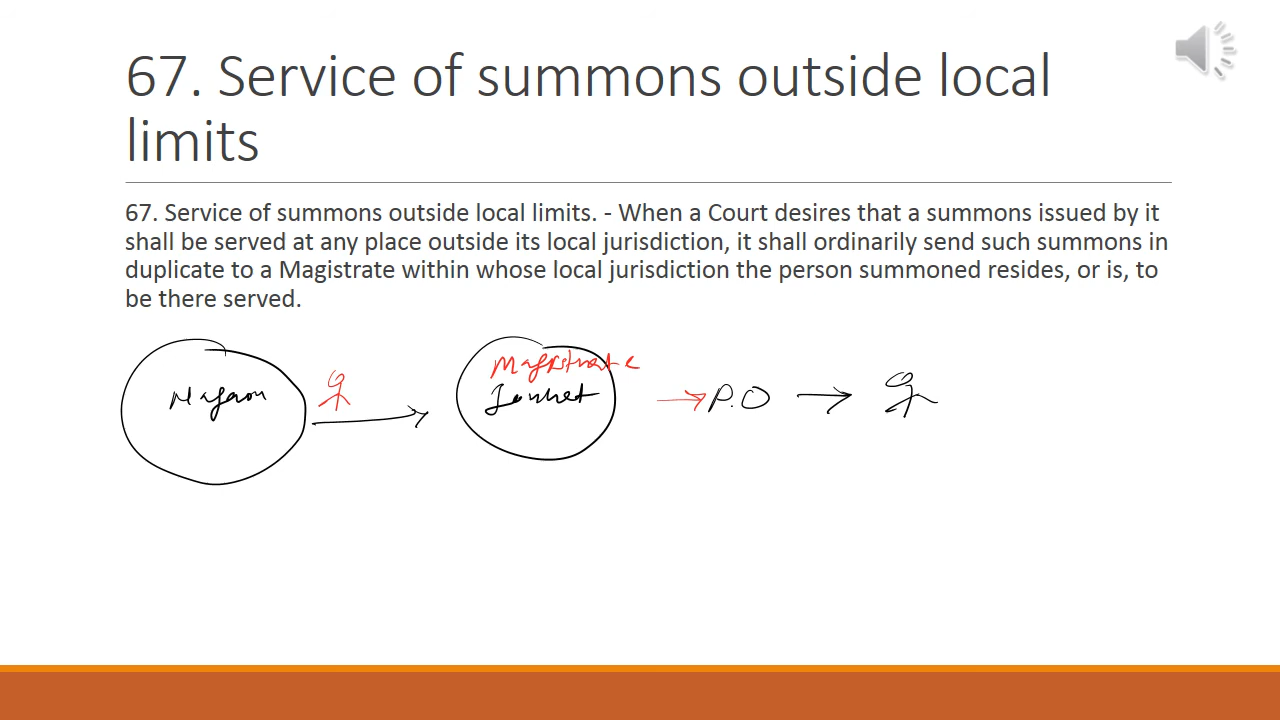 67. Service of summons outside local
limits
67. Service of summons outside local limits. - When a Court desires that a summons issued by it
shall be served at any place outside its local jurisdiction, it shall ordinarily send such summons in
duplicate to a Magistrate within whose local jurisdiction the person summoned resides, or is, to
be there served.
Magistrate
P.O